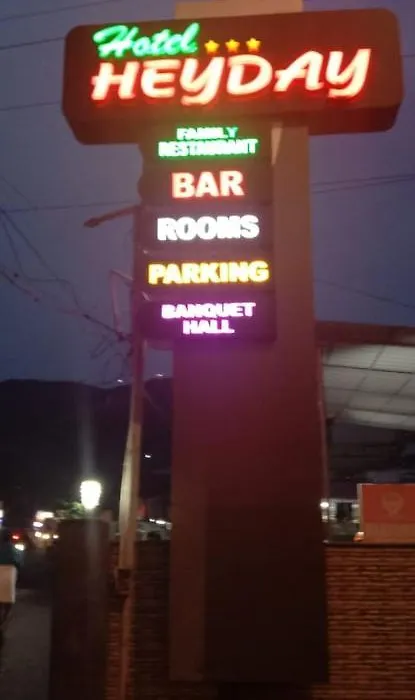 Hotel
HEYDAY
FAMILY
RESTAURANT
BAR
ROOMS
PARKING
BANQUET
HALL